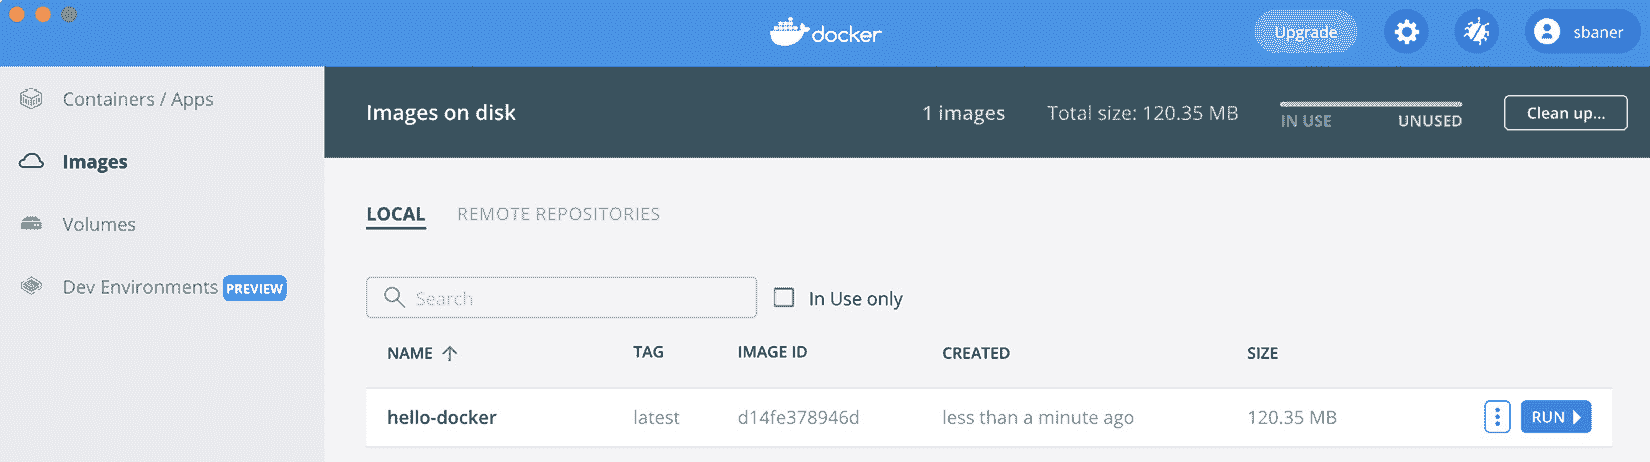 docker
Upgrade
sbaner
Containers / Apps
Images
Volumes
Dev Environments PREVIEW
Images on disk
1 images
Total size: 120.35 MB
IN USE UNUSED
Clean up...
LOCAL REMOTE REPOSITORIES
Search
In Use only
NAME TAG IMAGE ID CREATED SIZE
hello-docker latest d14fe378946d less than a minute ago 120.35 MB RUN